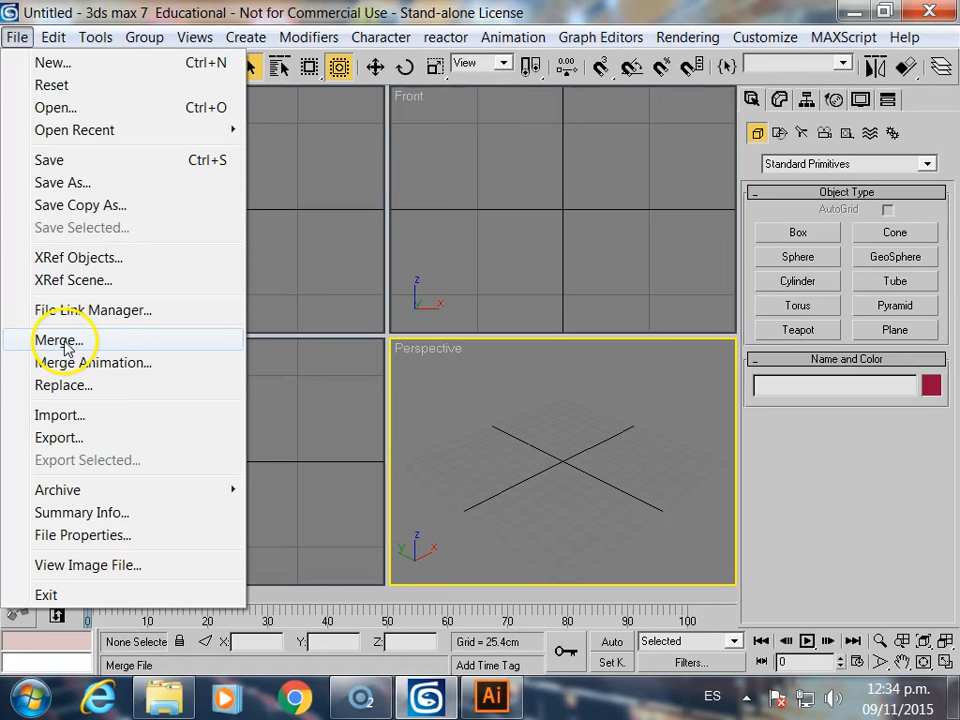 Untitled - 3ds max 7  Educational - Not for Commercial Use - Stand-alone License
File Edit Tools Group Views Create Modifiers Character reactor Animation Graph Editors Rendering Customize MAXScript Help
New... Ctrl+N
Reset
Open... Ctrl+O
Open Recent
Save Ctrl+S
Save As...
Save Copy As...
Save Selected...
XRef Objects...
XRef Scene...
File Link Manager...
Merge...
Merge Animation...
Replace...
Import...
Export...
Export Selected...
Archive
Summary Info...
File Properties...
View Image File...
Exit
View
0.00
Front
z
x
Perspective
z
y
x
Standard Primitives
Object Type
AutoGrid
Box Cone
Sphere GeoSphere
Cylinder Tube
Torus Pyramid
Teapot Plane
Name and Color
0 10 20 30 40 50 60 70 80 90 100
None Selecte X: Y: Z: Grid = 25.4cm Auto Selected
Merge File Add Time Tag Set K. Filters... 0
Ai
ES
12:34 p.m.
09/11/2015